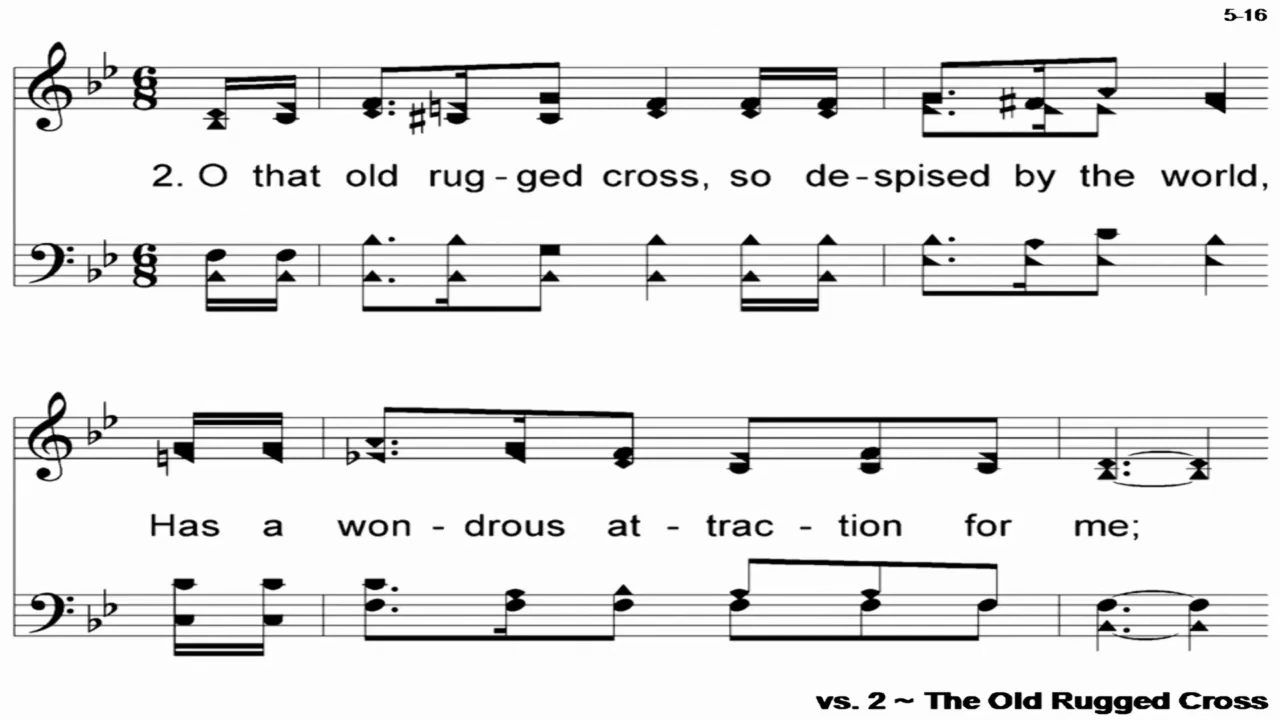 5-16
2. O that old rug - ged cross, so de - spised by the world,
Has a won - drous at - trac - tion for me;
vs. 2 ~ The Old Rugged Cross